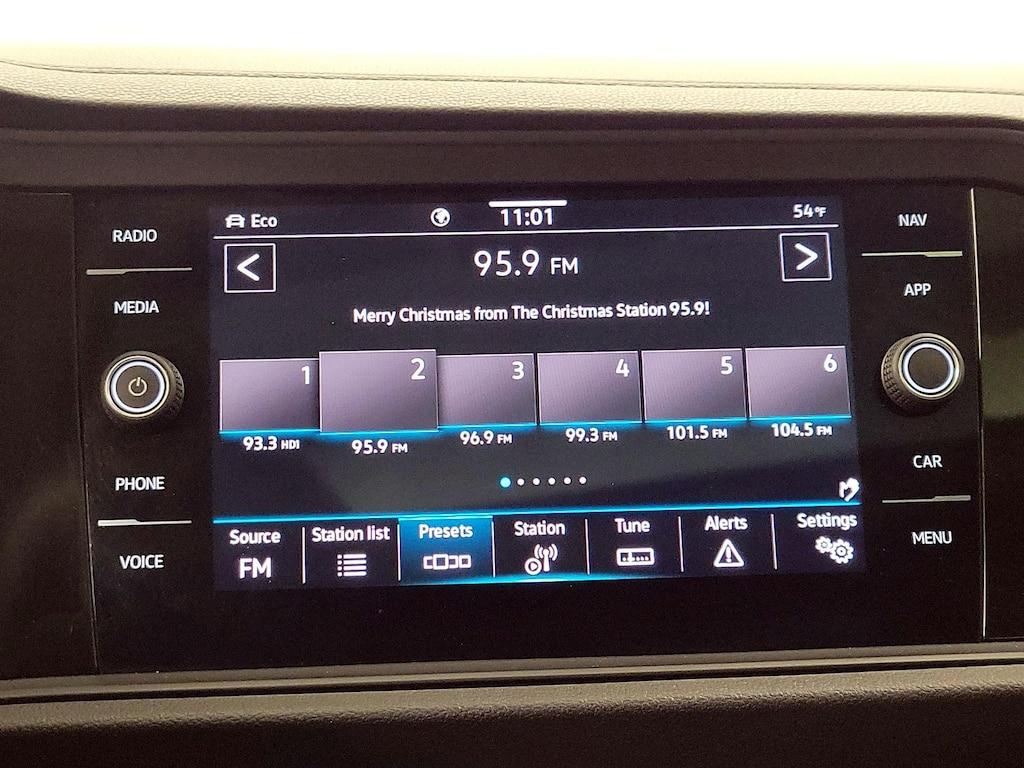 RADIO
MEDIA
PHONE
VOICE
Eco
11:01
54°F
95.9 FM
Merry Christmas from The Christmas Station 95.9!
1 2 3 4 5 6
93.3 HD1 95.9 FM 96.9 FM 99.3 FM 101.5 FM 104.5 FM
Source Station list Presets Station Tune Alerts Settings
FM
NAV
APP
CAR
MENU